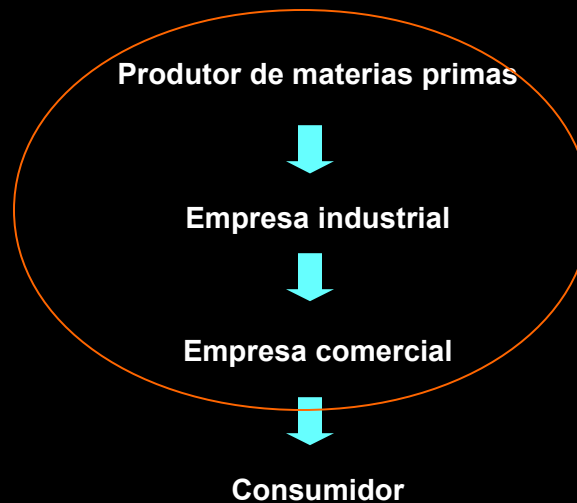 Produtor de materias primas
Empresa industrial
Empresa comercial
Consumidor